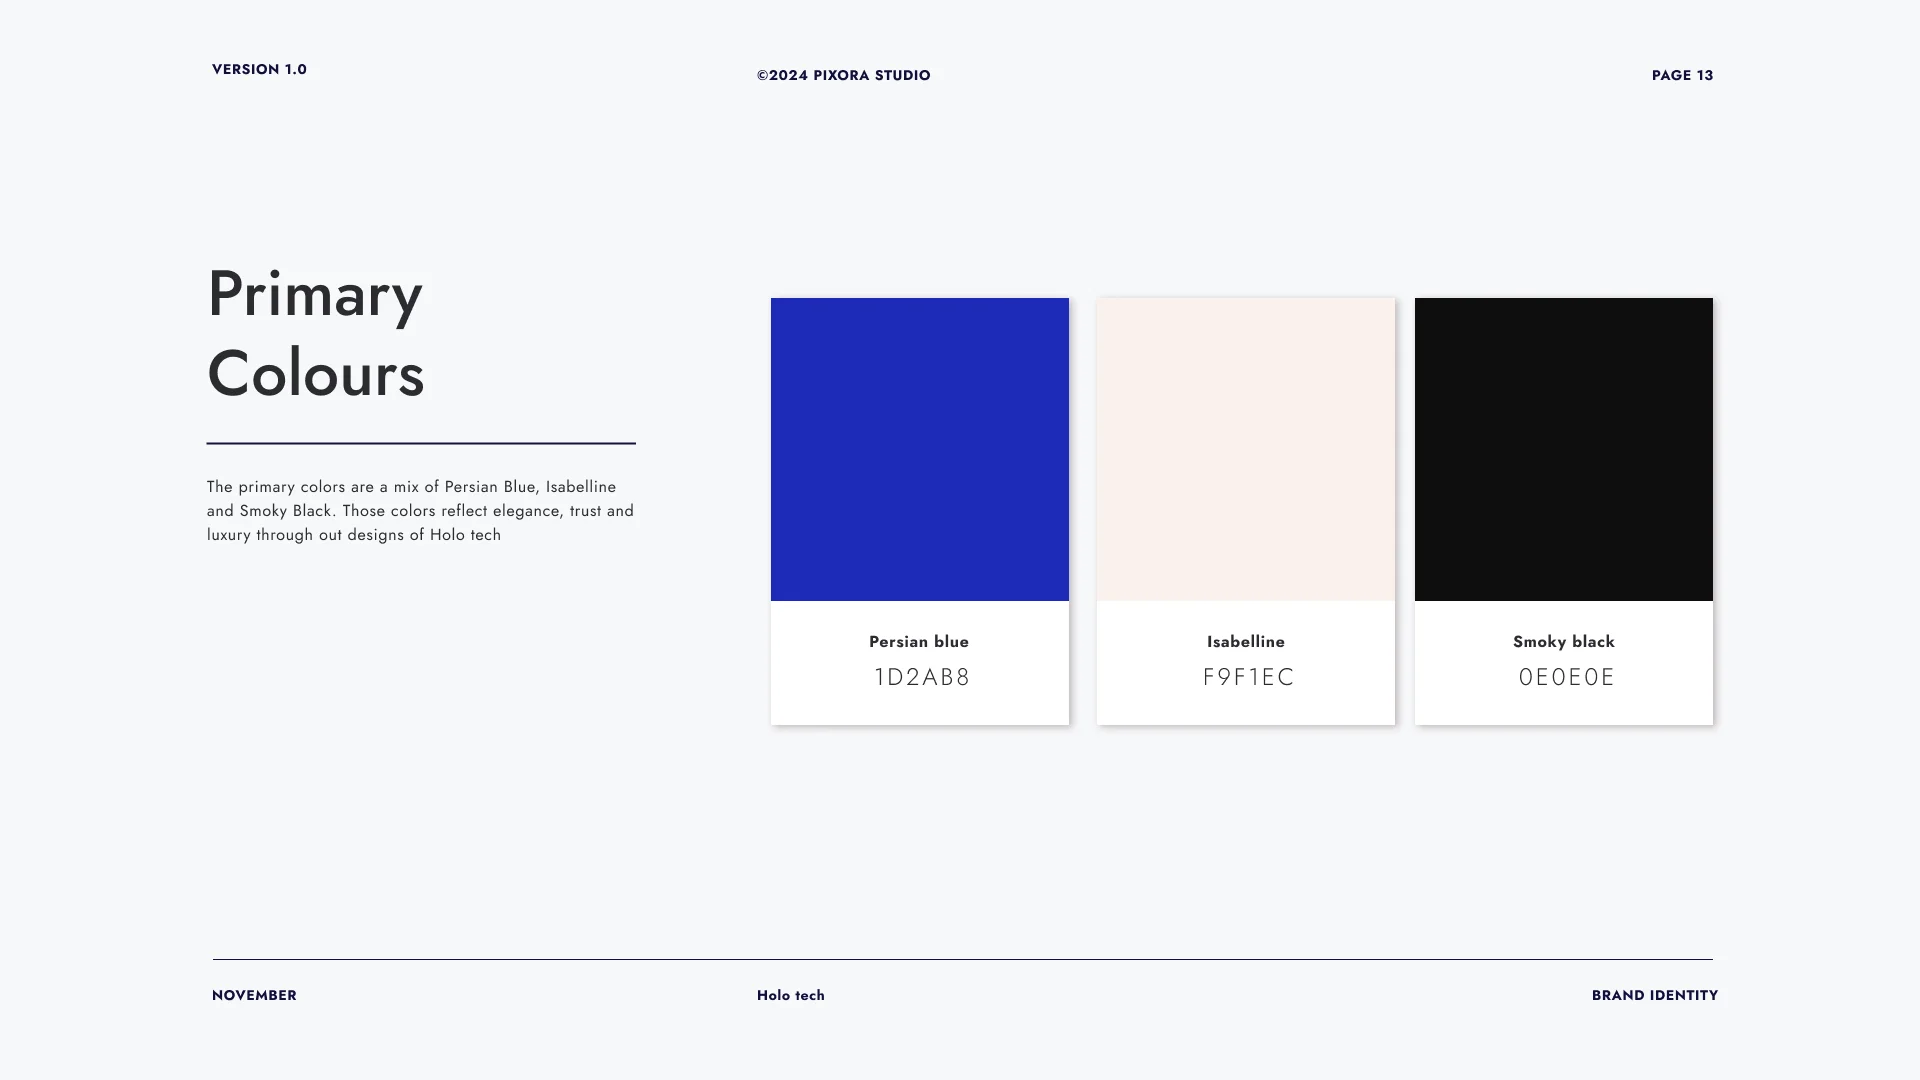 VERSION 1.0
©2024 PIXORA STUDIO
PAGE 13
Primary
Colours
The primary colors are a mix of Persian Blue, Isabelline
and Smoky Black. Those colors reflect elegance, trust and
luxury through out designs of Holo tech
Persian blue
1D2AB8
Isabelline
F9F1EC
Smoky black
0E0E0E
NOVEMBER
Holo tech
BRAND IDENTITY